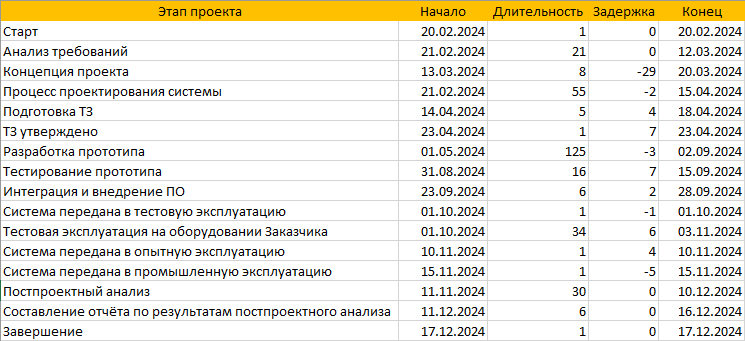 Этап проекта Начало Длительность Задержка Конец
Старт 20.02.2024 1 0 20.02.2024
Анализ требований 21.02.2024 21 0 12.03.2024
Концепция проекта 13.03.2024 8 -29 20.03.2024
Процесс проектирования системы 21.02.2024 55 -2 15.04.2024
Подготовка ТЗ 14.04.2024 5 4 18.04.2024
ТЗ утверждено 23.04.2024 1 7 23.04.2024
Разработка прототипа 01.05.2024 125 -3 02.09.2024
Тестирование прототипа 31.08.2024 16 7 15.09.2024
Интеграция и внедрение ПО 23.09.2024 6 2 28.09.2024
Система передана в тестовую эксплуатацию 01.10.2024 1 -1 01.10.2024
Тестовая эксплуатация на оборудовании Заказчика 01.10.2024 34 6 03.11.2024
Система передана в опытную эксплуатацию 10.11.2024 1 4 10.11.2024
Система передана в промышленную эксплуатацию 15.11.2024 1 -5 15.11.2024
Постпроектный анализ 11.11.2024 30 0 10.12.2024
Составление отчёта по результатам постпроектного анализа 11.12.2024 6 0 16.12.2024
Завершение 17.12.2024 1 0 17.12.2024